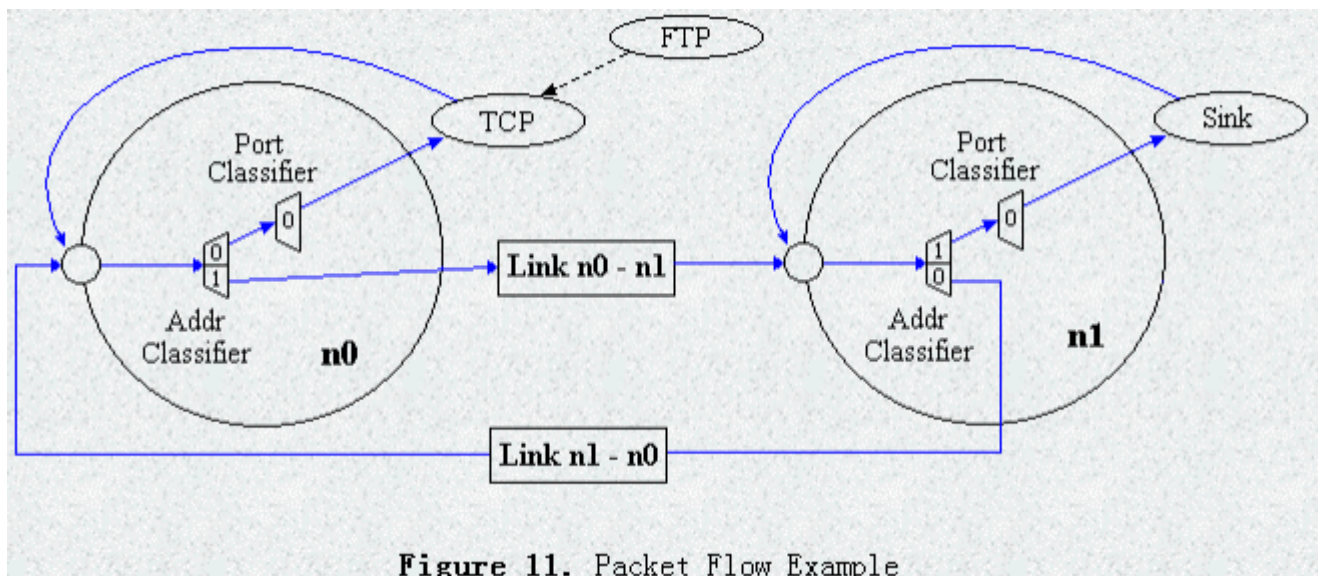 FTP
TCP
Port
Classifier
0
0
1
Addr
Classifier
n0
Link n0 - n1
Sink
Port
Classifier
0
1
0
Addr
Classifier
n1
Link n1 - n0
Figure 11. Packet Flow Example